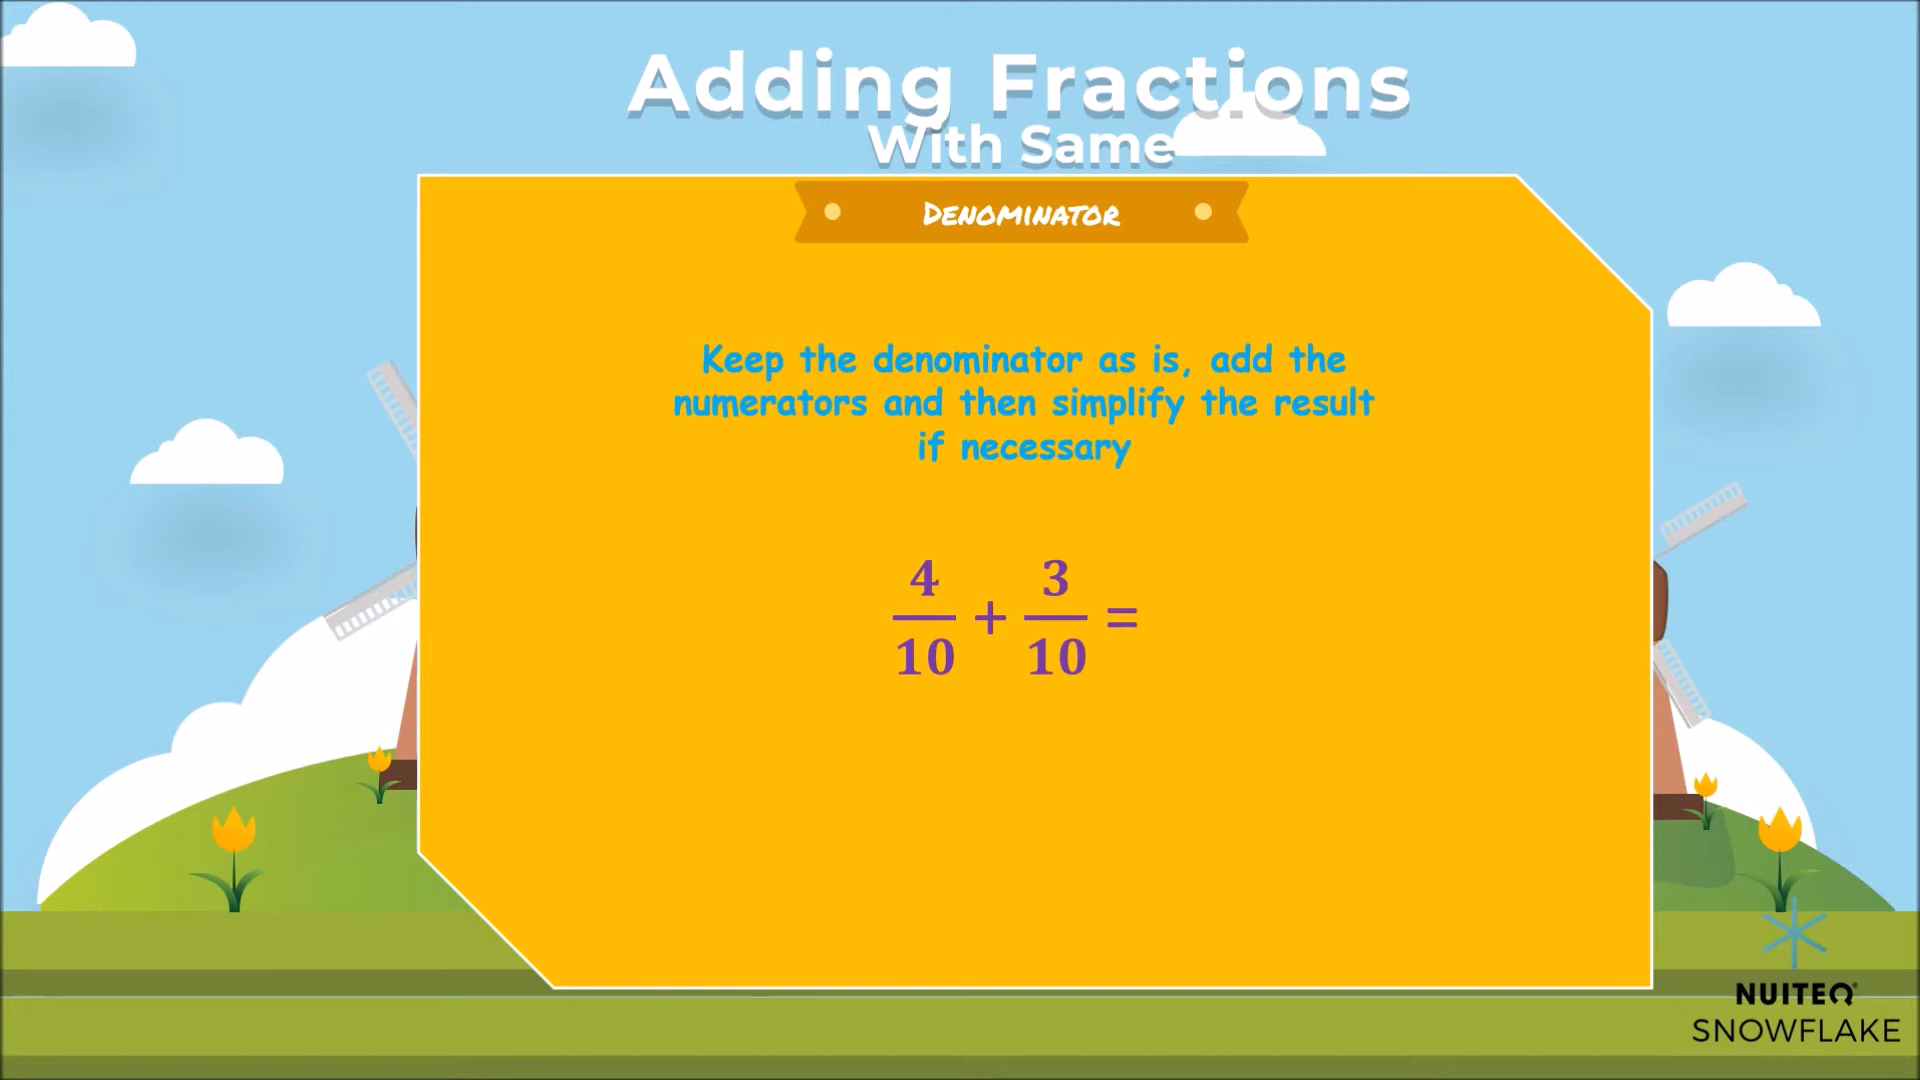 Adding Fractions
With Same
DENOMINATOR
Keep the denominator as is, add the
numerators and then simplify the result
if necessary
4/10 + 3/10 =
NUITEQ®
SNOWFLAKE